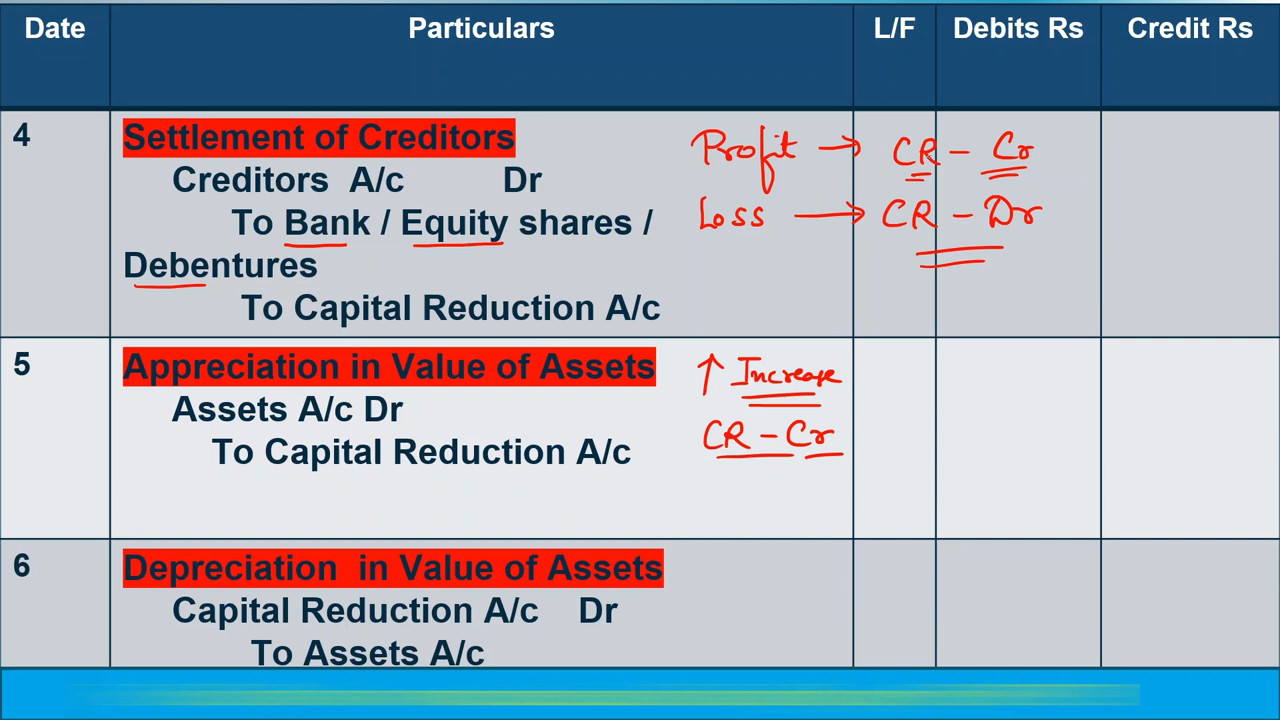 Date Particulars L/F Debits Rs Credit Rs
4 Settlement of Creditors
Creditors A/c Dr
To Bank / Equity shares /
Debentures
To Capital Reduction A/c
Profit → CR – Cr
Loss → CR – Dr
5 Appreciation in Value of Assets
Assets A/c Dr
To Capital Reduction A/c
↑ Increase
CR – Cr
6 Depreciation in Value of Assets
Capital Reduction A/c Dr
To Assets A/c